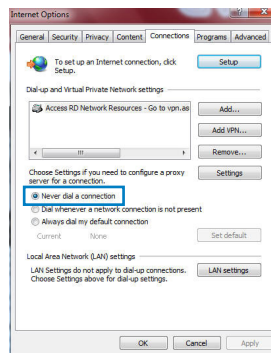 Internet Options
General Security Privacy Content Connections Programs Advanced
To set up an Internet connection, click Setup.
Setup
Dial-up and Virtual Private Network settings
Access RD Network Resources - Go to vpn.as
Add...
Add VPN...
Remove...
Choose Settings if you need to configure a proxy
server for a connection.
Settings
Never dial a connection
Dial whenever a network connection is not present
Always dial my default connection
Current None
Set default
Local Area Network (LAN) settings
LAN Settings do not apply to dial-up connections.
Choose Settings above for dial-up settings.
LAN settings
OK Cancel Apply